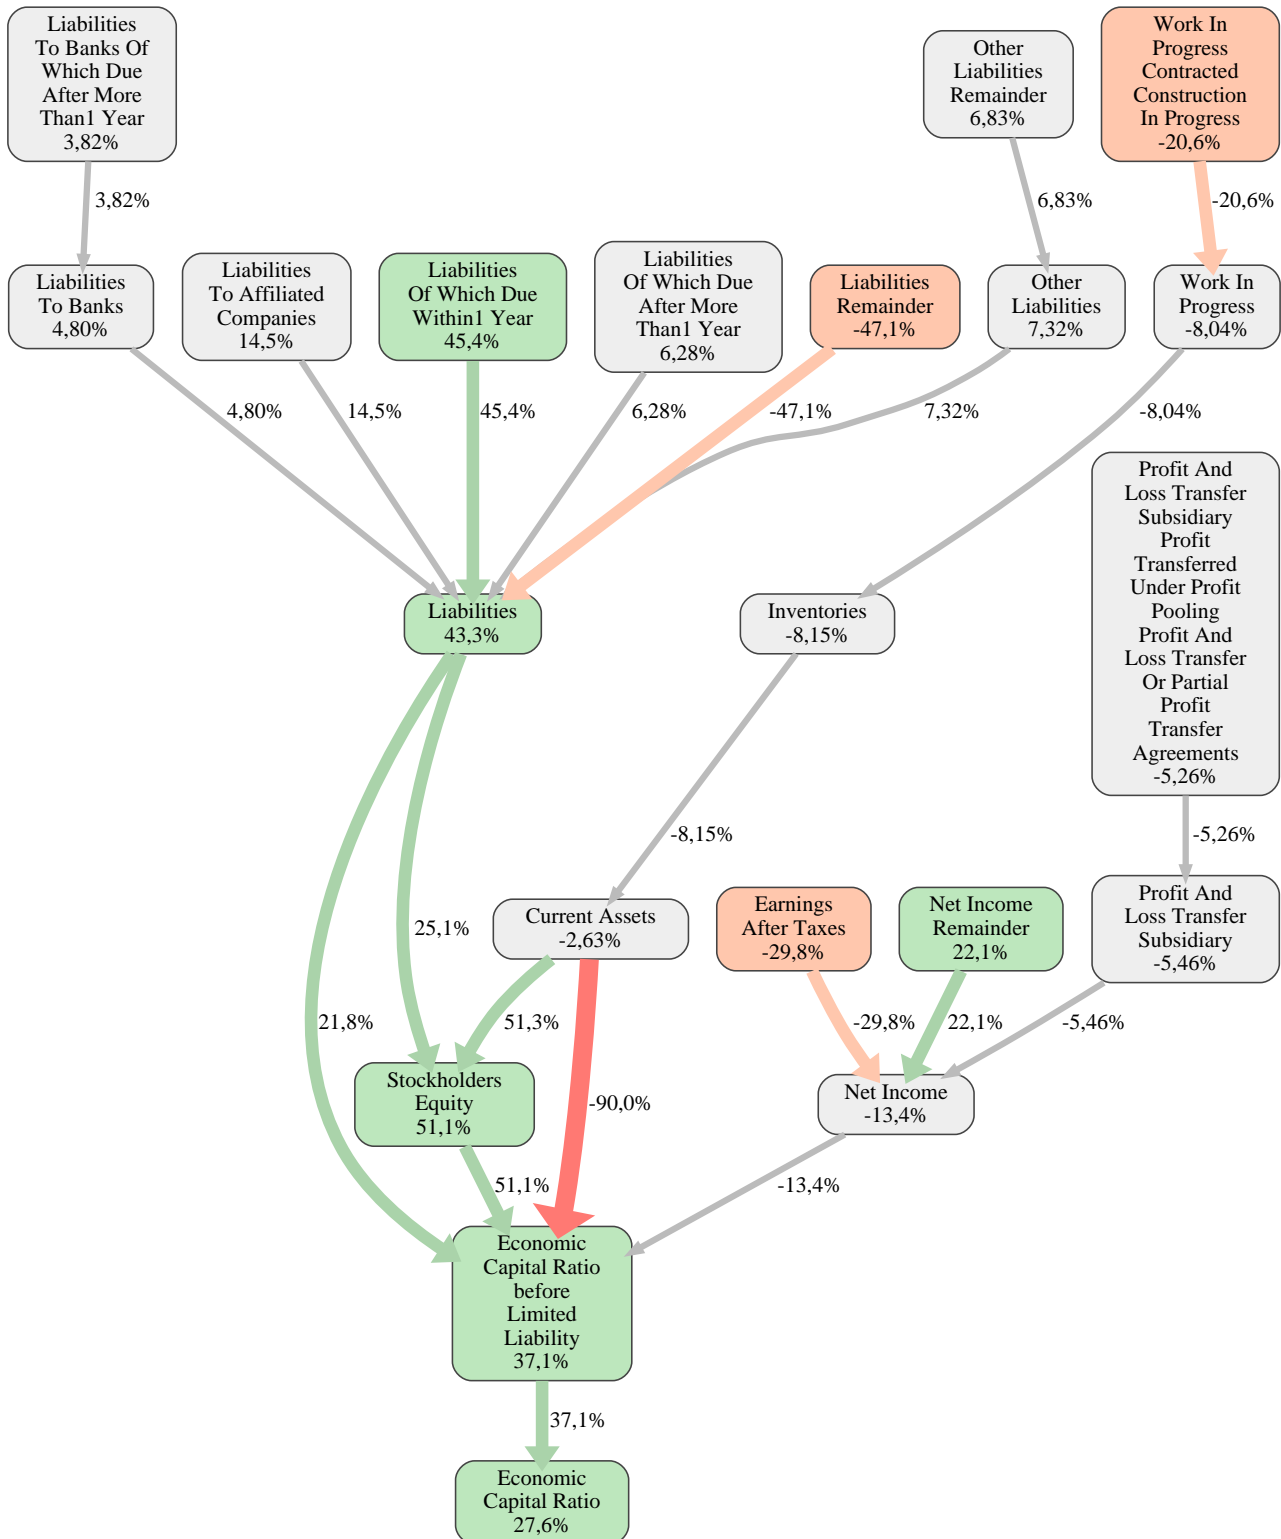 Liabilities
To Banks Of
Which Due
After More
Than1 Year
3,82%
Other
Liabilities
Remainder
6,83%
Work In
Progress
Contracted
Construction
In Progress
-20,6%
3,82%
6,83%
-20,6%
Liabilities
To Banks
4,80%
Liabilities
To Affiliated
Companies
14,5%
Liabilities
Of Which Due
Within1 Year
45,4%
Liabilities
Of Which Due
After More
Than1 Year
6,28%
Liabilities
Remainder
-47,1%
Other
Liabilities
7,32%
Work In
Progress
-8,04%
4,80%
14,5%
45,4%
6,28%
-47,1%
7,32%
-8,04%
Profit And
Loss Transfer
Subsidiary
Profit
Transferred
Under Profit
Pooling
Profit And
Loss Transfer
Or Partial
Profit
Transfer
Agreements
-5,26%
Liabilities
43,3%
Inventories
-8,15%
-8,15%
-5,26%
Current Assets
-2,63%
Earnings
After Taxes
-29,8%
Net Income
Remainder
22,1%
Profit And
Loss Transfer
Subsidiary
-5,46%
25,1%
21,8%
51,3%
-90,0%
-29,8%
22,1%
-5,46%
Stockholders
Equity
51,1%
Net Income
-13,4%
51,1%
-13,4%
Economic
Capital Ratio
before
Limited
Liability
37,1%
37,1%
Economic
Capital Ratio
27,6%